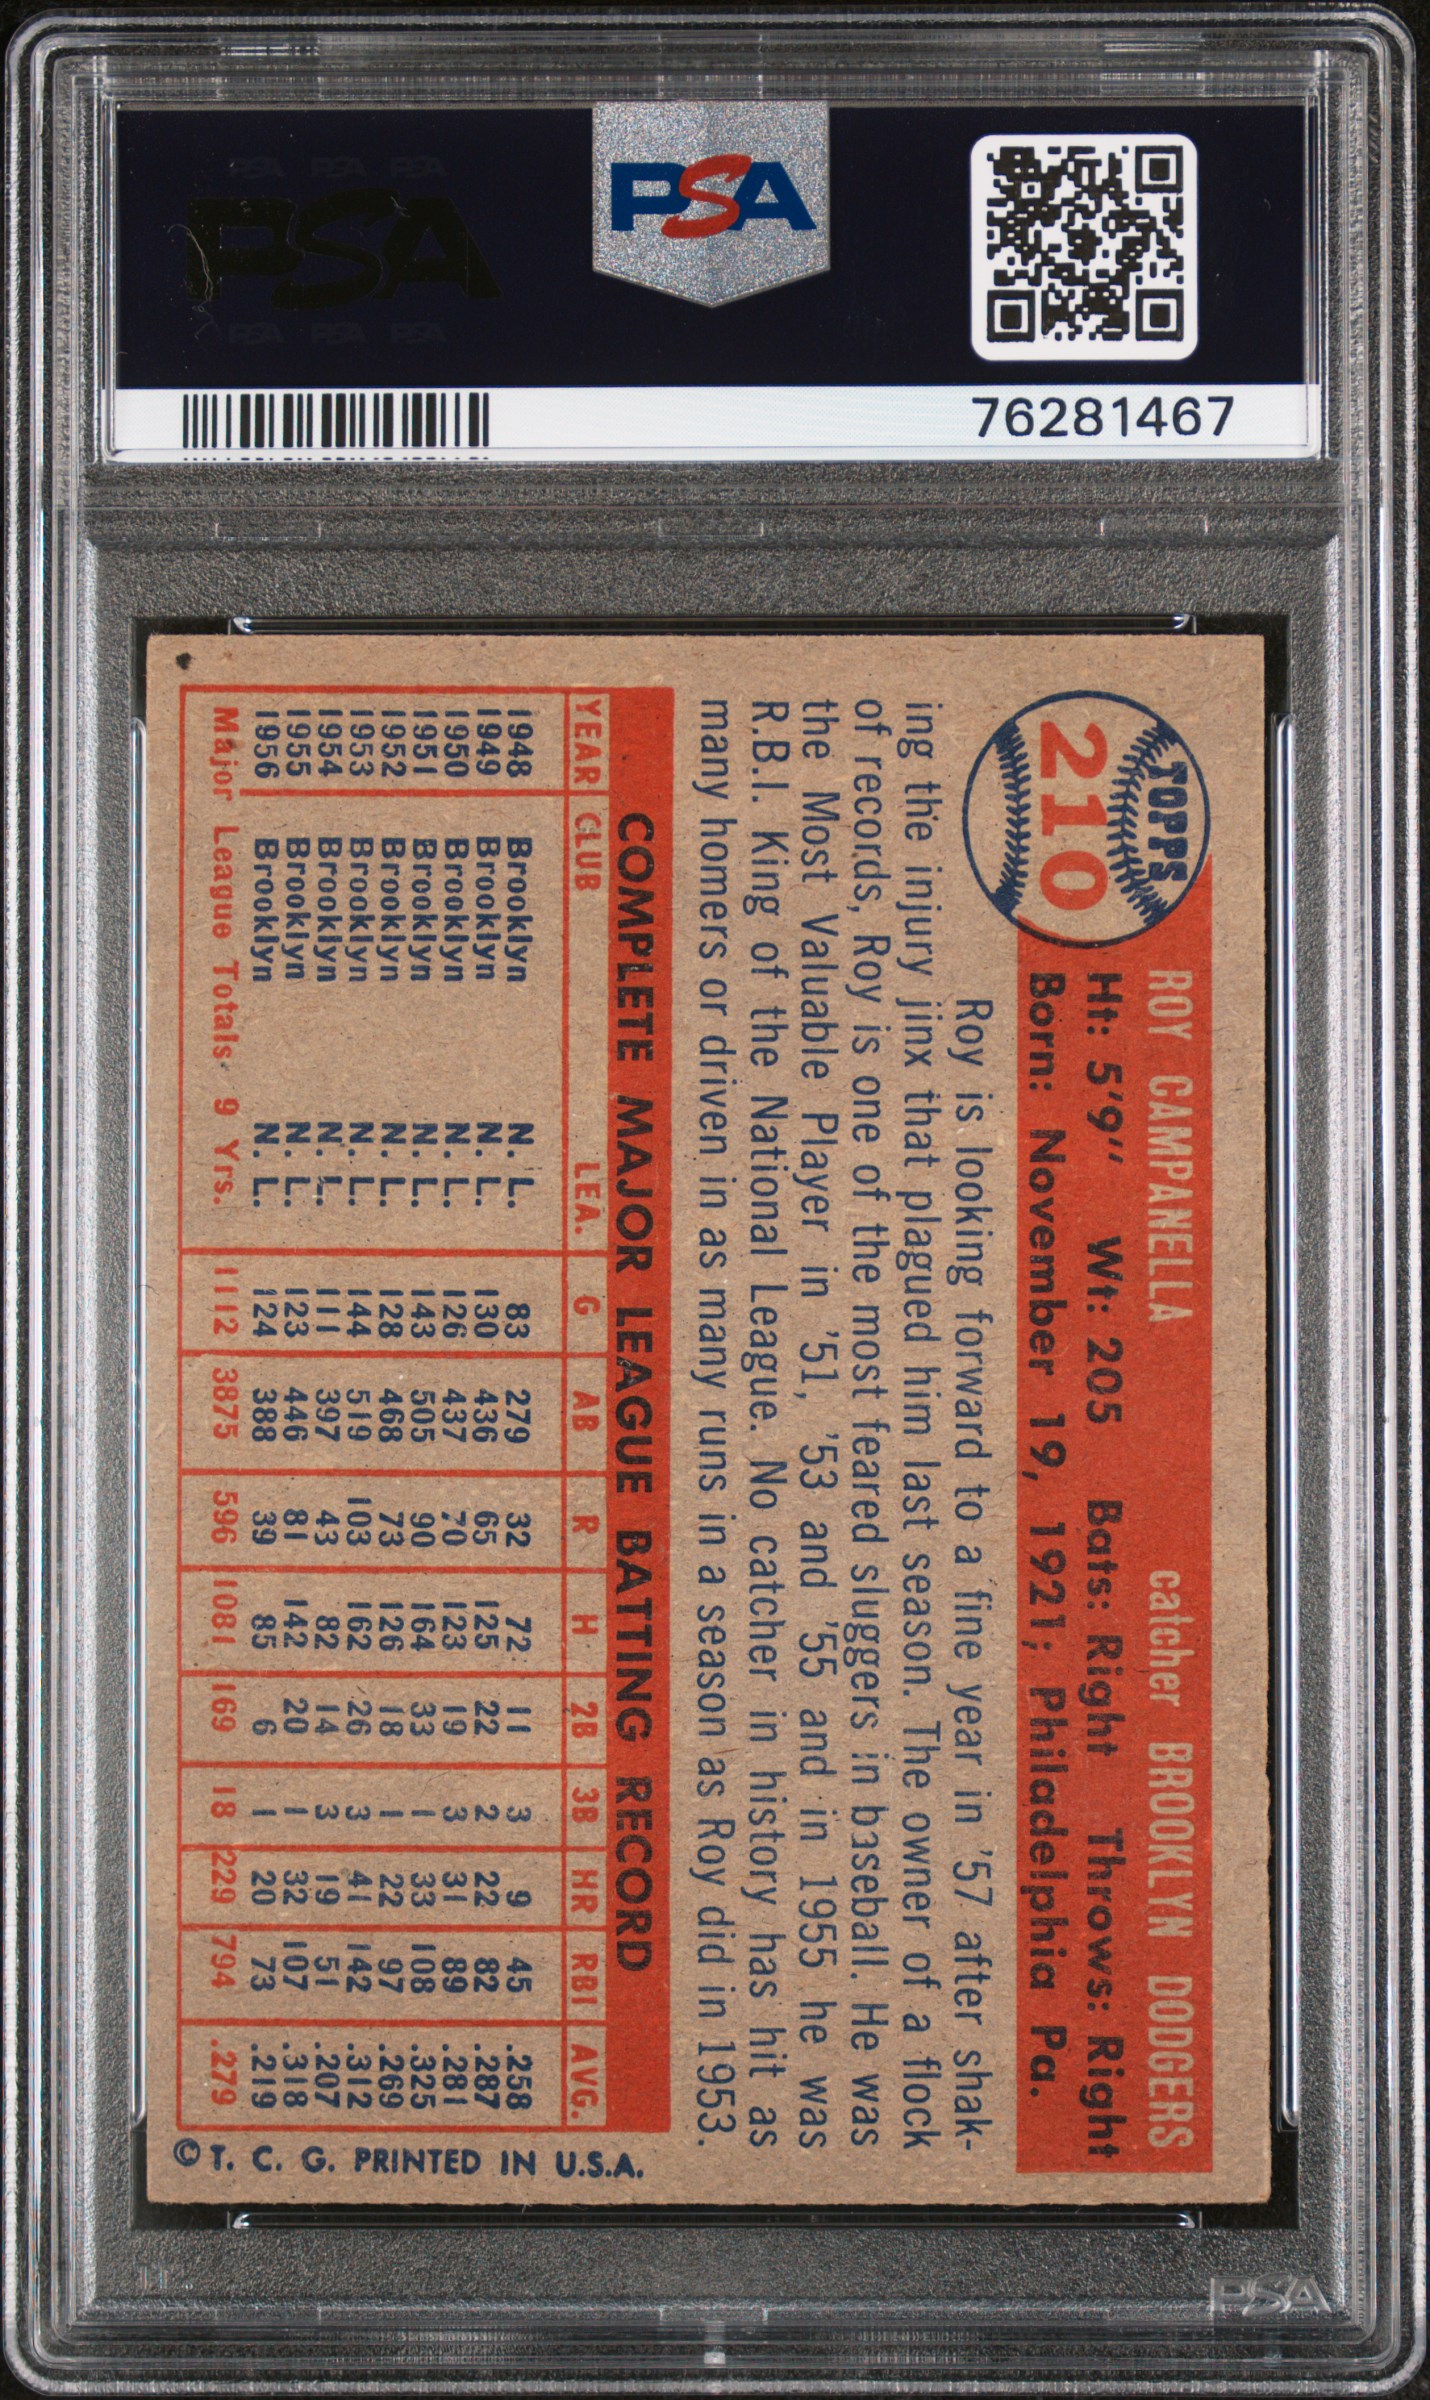 PSA PSA PSA
PSA
PSA PSA PSA
PSA
76281467
TOPPS
210
ROY CAMPANELLA catcher BROOKLYN DODGERS
Ht: 5'9" Wt: 205 Bats: Right Throws: Right
Born: November 19, 1921; Philadelphia Pa.
Roy is looking forward to a fine year in '57 after shak-
ing the injury jinx that plagued him last season. The owner of a flock
of records, Roy is one of the most feared sluggers in baseball. He was
the Most Valuable Player in '51, '53 and '55 and in 1955 he was
R.B.I. King of the National League. No catcher in history has hit as
many homers or driven in as many runs in a season as Roy did in 1953.
COMPLETE MAJOR LEAGUE BATTING RECORD
YEAR CLUB LEA. G AB R H 2B 3B HR RBI AVG.
1948 Brooklyn N. L. 83 279 32 72 11 3 9 45 .258
1949 Brooklyn N. L. 130 436 65 125 22 2 22 82 .287
1950 Brooklyn N. L. 126 437 70 123 19 3 31 89 .281
1951 Brooklyn N. L. 143 505 90 164 33 1 33 108 .325
1952 Brooklyn N. L. 128 468 73 126 18 1 22 97 .269
1953 Brooklyn N. L. 144 519 103 162 26 3 41 142 .312
1954 Brooklyn N. L. 111 397 43 82 14 3 19 51 .207
1955 Brooklyn N. L. 123 446 81 142 20 1 32 107 .318
1956 Brooklyn N. L. 124 388 39 85 6 1 20 73 .219
Major League Totals 9 Yrs. 1112 3875 596 1081 169 18 229 794 .279
© T. C. G. PRINTED IN U.S.A.
PSA